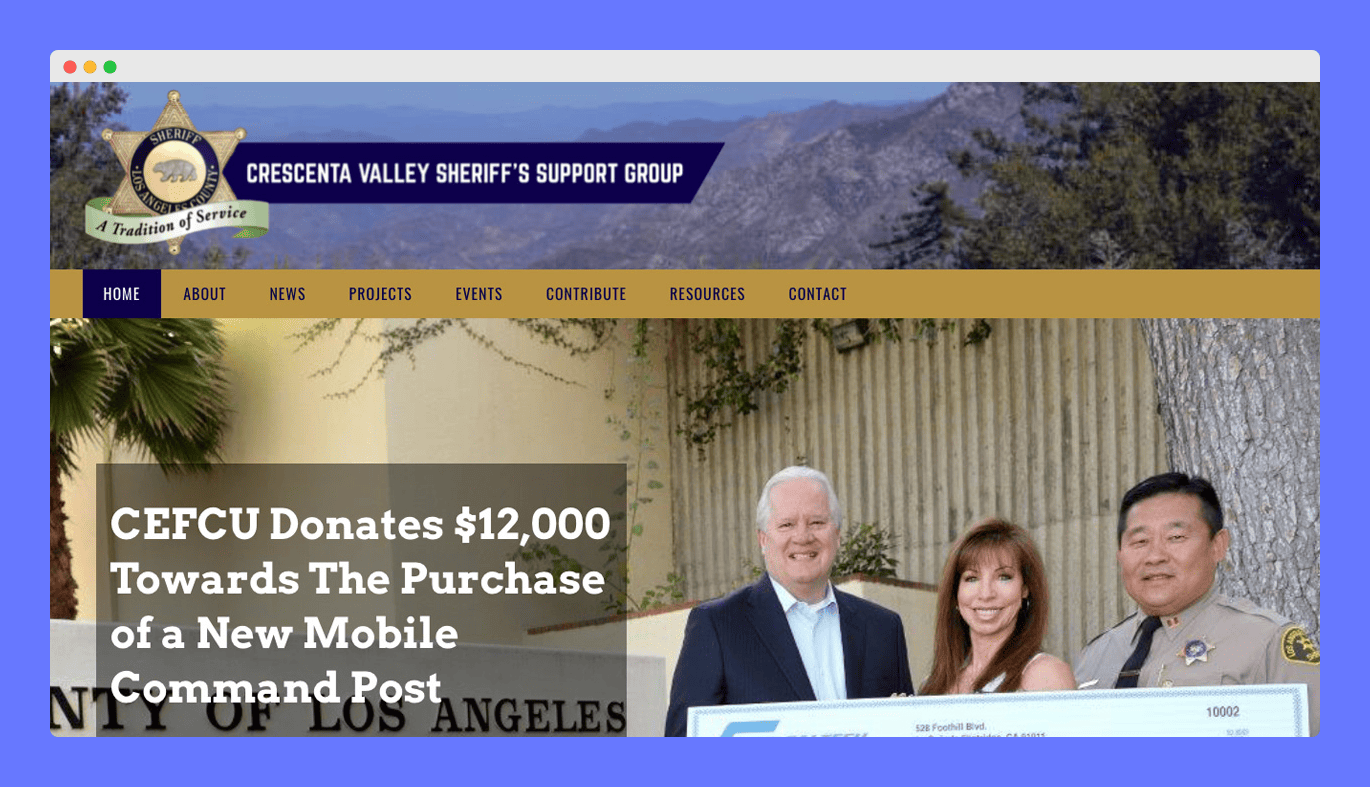 SHERIFF
LOS ANGELES COUNTY
A Tradition of Service
CRESCENTA VALLEY SHERIFF'S SUPPORT GROUP
HOME ABOUT NEWS PROJECTS EVENTS CONTRIBUTE RESOURCES CONTACT
CEFCU Donates $12,000
Towards The Purchase
of a New Mobile
Command Post
NTY OF LOS ANGELES
10002
528 Foothill Blvd.